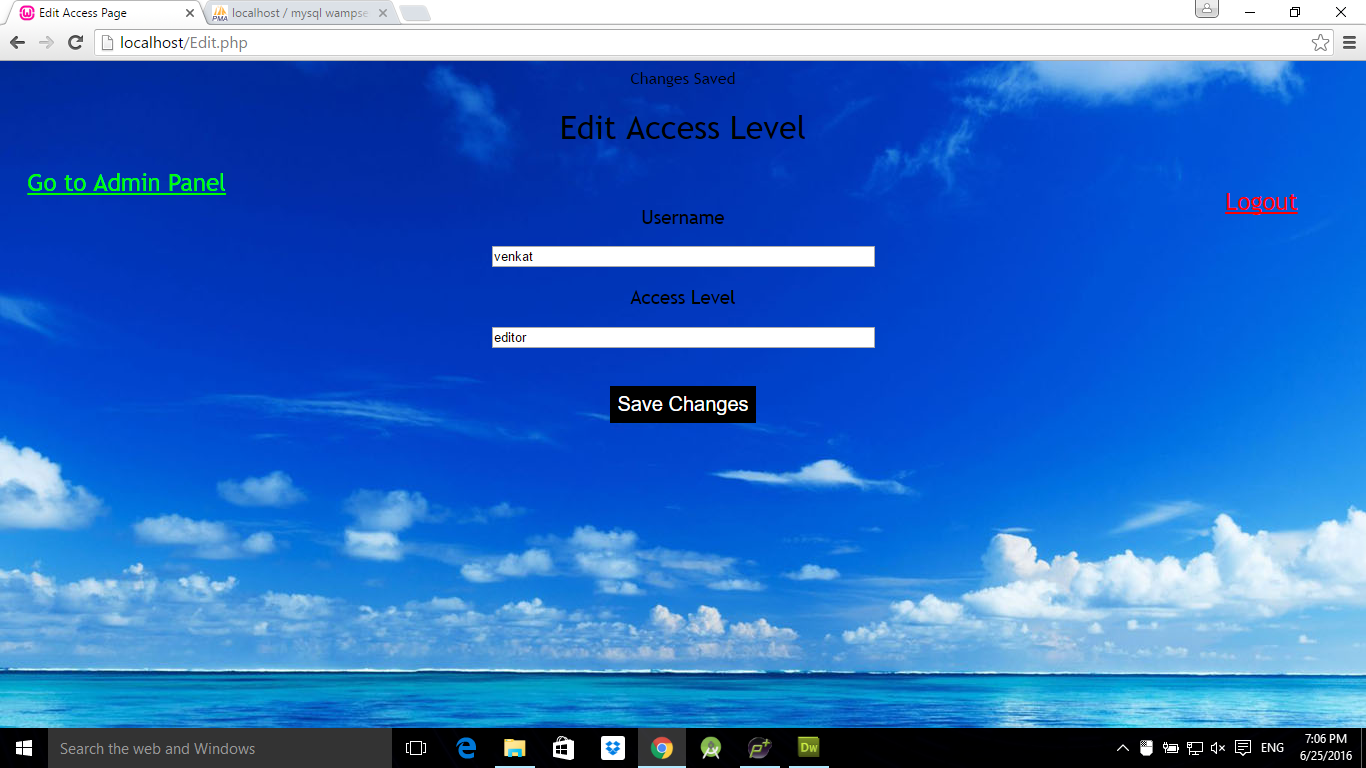 Edit Access Page
localhost / mysql wampse
localhost/Edit.php
Changes Saved
Edit Access Level
Go to Admin Panel
Logout
Username
venkat
Access Level
editor
Save Changes
Search the web and Windows
Dw
ENG
7:06 PM
6/25/2016